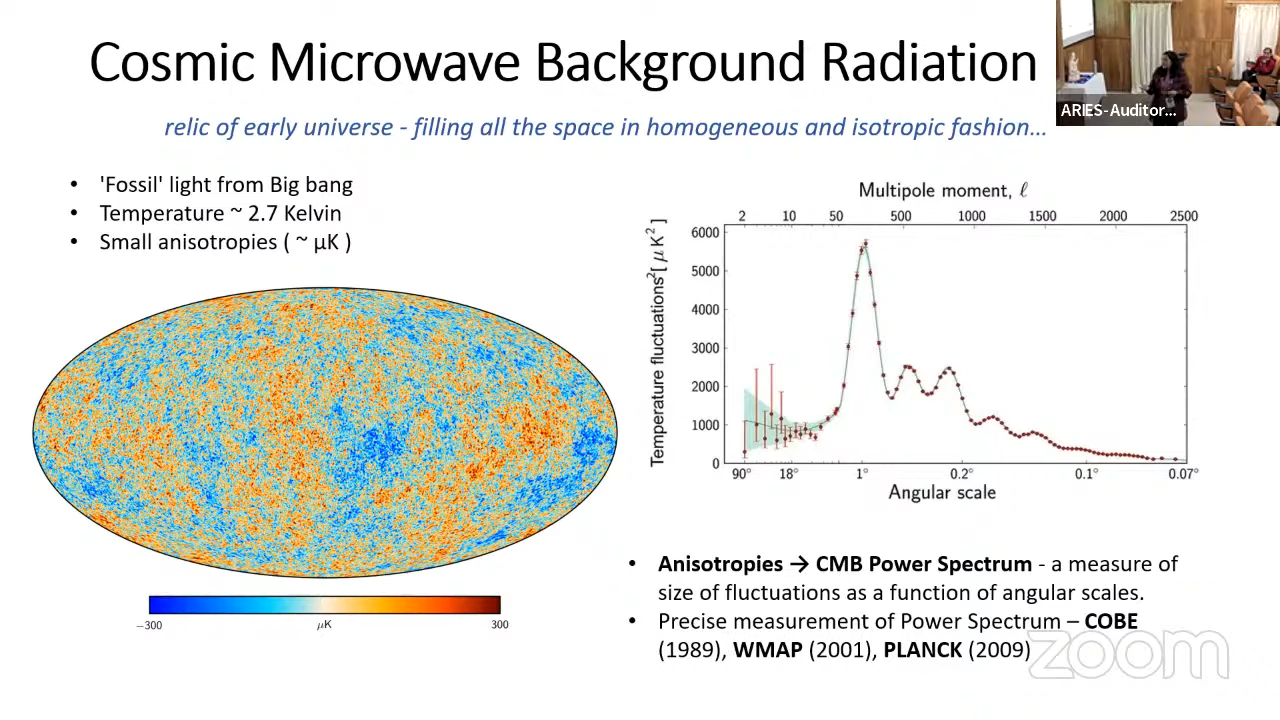 Cosmic Microwave Background Radiation
ARIES-Auditor...
relic of early universe - filling all the space in homogeneous and isotropic fashion...
• 'Fossil' light from Big bang
• Temperature ~ 2.7 Kelvin
• Small anisotropies ( ~ μK )
−300
μK
300
Multipole moment, ℓ
2 10 50 500 1000 1500 2000 2500
Temperature fluctuations² [ μ K² ]
6000
5000
4000
3000
2000
1000
0
90° 18° 1° 0.2° 0.1° 0.07°
Angular scale
• Anisotropies → CMB Power Spectrum - a measure of
size of fluctuations as a function of angular scales.
• Precise measurement of Power Spectrum – COBE
(1989), WMAP (2001), PLANCK (2009)
zoom